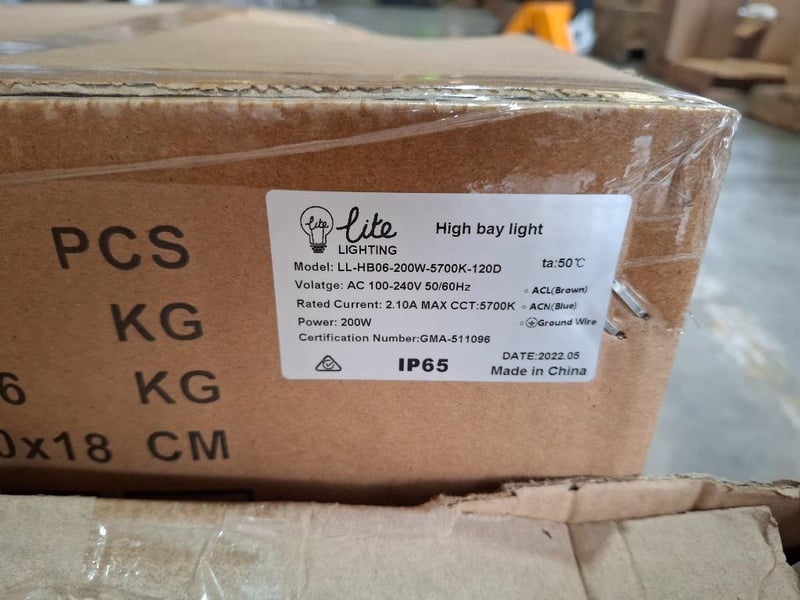 PCS
KG
6 KG
0x18 CM
Lite
Lite
LIGHTING
High bay light
Model: LL-HB06-200W-5700K-120D
ta:50℃
Volatge: AC 100-240V 50/60Hz
ACL(Brown)
Rated Current: 2.10A MAX CCT:5700K
ACN(Blue)
Power: 200W
Ground Wire
Certification Number:GMA-511096
IP65
DATE:2022.05
Made in China